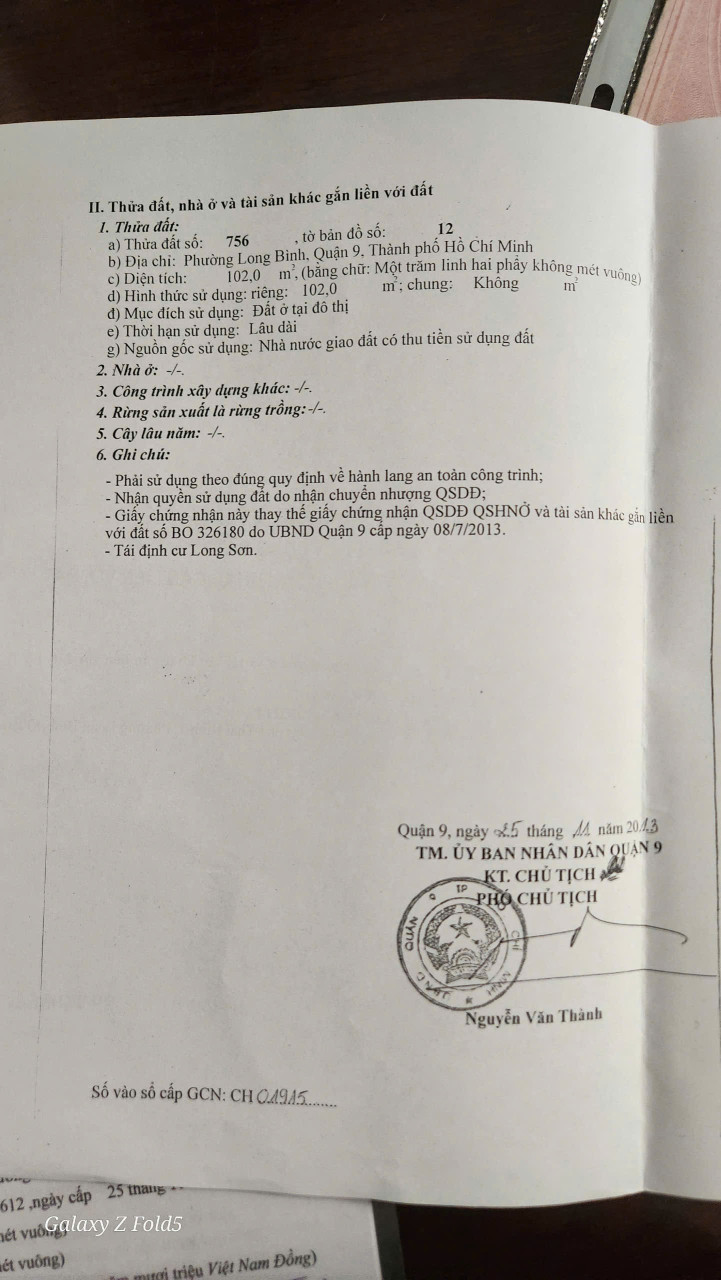 II. Thửa đất, nhà ở và tài sản khác gắn liền với đất
1. Thửa đất:
a) Thửa đất số: 756 , tờ bản đồ số: 12
b) Địa chỉ: Phường Long Bình, Quận 9, Thành phố Hồ Chí Minh
c) Diện tích: 102,0 m², (bằng chữ: Một trăm linh hai phẩy không mét vuông)
d) Hình thức sử dụng: riêng: 102,0 m²; chung: Không m²
đ) Mục đích sử dụng: Đất ở tại đô thị
e) Thời hạn sử dụng: Lâu dài
g) Nguồn gốc sử dụng: Nhà nước giao đất có thu tiền sử dụng đất
2. Nhà ở: -/-.
3. Công trình xây dựng khác: -/-.
4. Rừng sản xuất là rừng trồng: -/-.
5. Cây lâu năm: -/-.
6. Ghi chú:
- Phải sử dụng theo đúng quy định về hành lang an toàn công trình;
- Nhận quyền sử dụng đất do nhận chuyển nhượng QSDĐ;
- Giấy chứng nhận này thay thế giấy chứng nhận QSDĐ QSHNỞ và tài sản khác gắn liền
với đất số BO 326180 do UBND Quận 9 cấp ngày 08/7/2013.
- Tái định cư Long Sơn.
Quận 9, ngày 25 tháng 11 năm 2013
TM. ỦY BAN NHÂN DÂN QUẬN 9
KT. CHỦ TỊCH
PHÓ CHỦ TỊCH
Nguyễn Văn Thành
Số vào sổ cấp GCN: CH 01915
612 ,ngày cấp 25 tháng
mét vuông)
Galaxy Z Fold5
mét vuông)
mươi triệu Việt Nam Đồng)